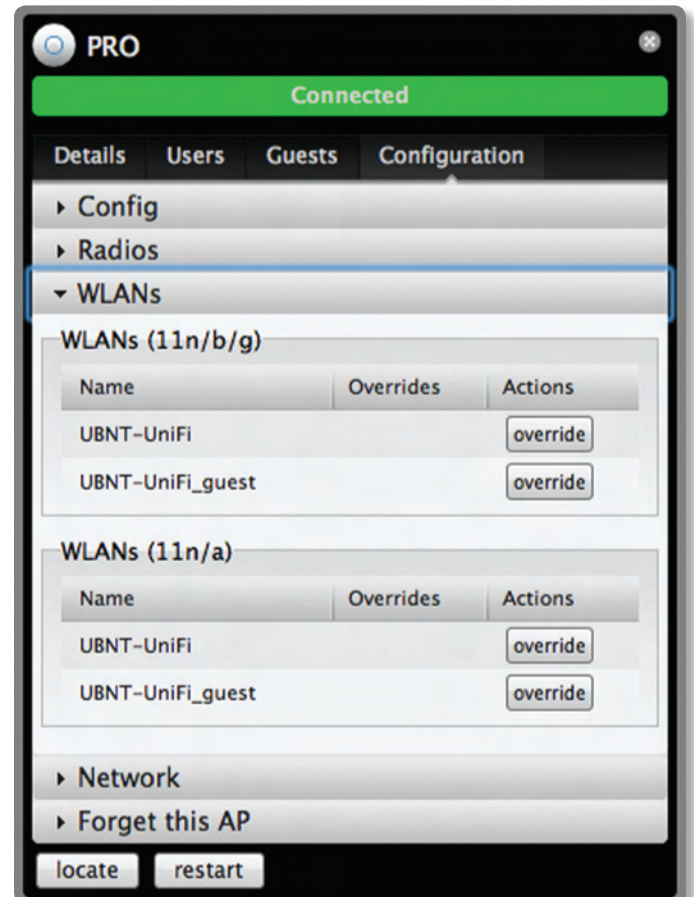 PRO
Connected
Details Users Guests Configuration
Config
Radios
WLANs
WLANs (11n/b/g)
Name Overrides Actions
UBNT-UniFi override
UBNT-UniFi_guest override
WLANs (11n/a)
Name Overrides Actions
UBNT-UniFi override
UBNT-UniFi_guest override
Network
Forget this AP
locate restart